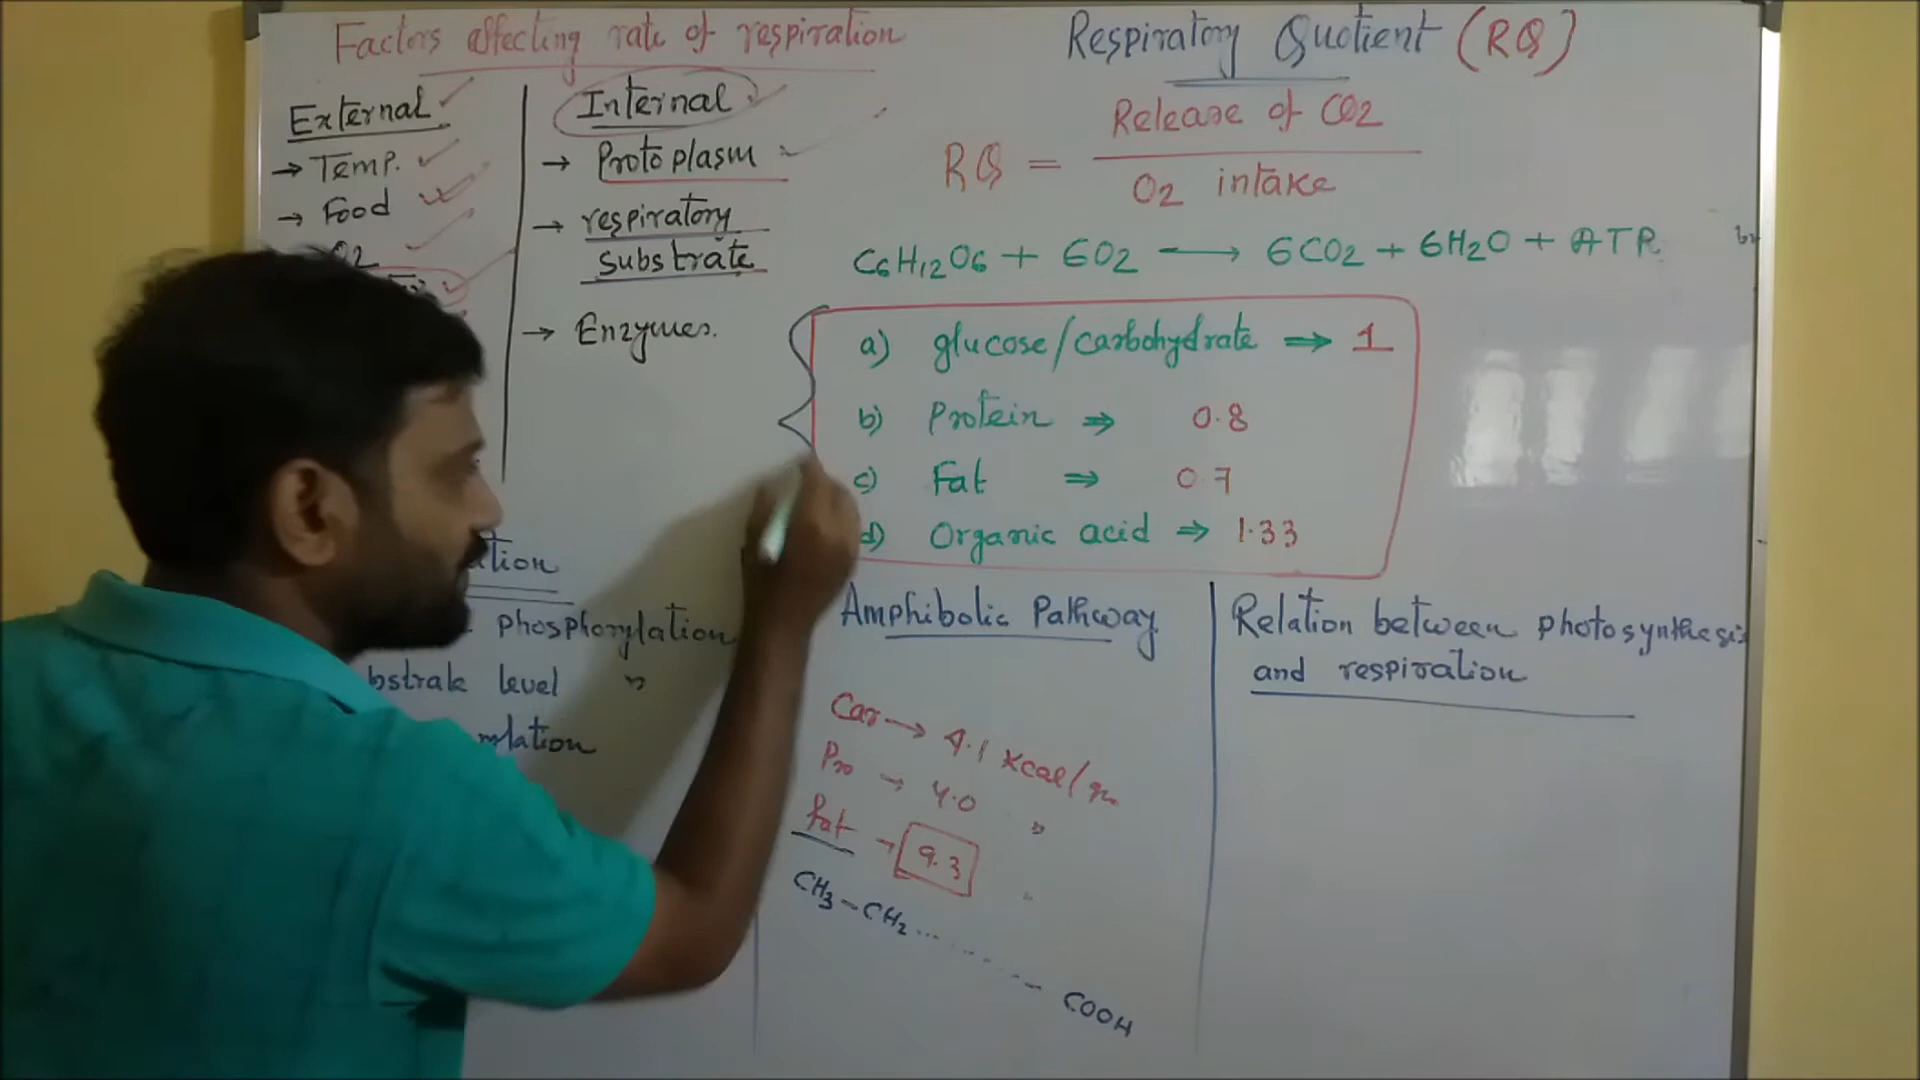 Factors affecting rate of respiration
External
→ Temp.
→ Food
O2
Internal
→ Protoplasm
→ respiratory
substrate
→ Enzymes.
Respiratory Quotient (RQ)
RQ = Release of CO2
O2 intake
C6H12O6 + 6O2 → 6CO2 + 6H2O + ATP
a) glucose/carbohydrate ⇒ 1
b) Protein ⇒ 0.8
c) Fat ⇒ 0.7
d) Organic acid ⇒ 1.33
phosphorylation
bstrate level "
Amphibolic Pathway
Car → 4.1 Kcal/gm
Pro → 4.0 "
fat → 9.3 "
CH3-CH2 ........ - COOH
Relation between photosynthesis
and respiration